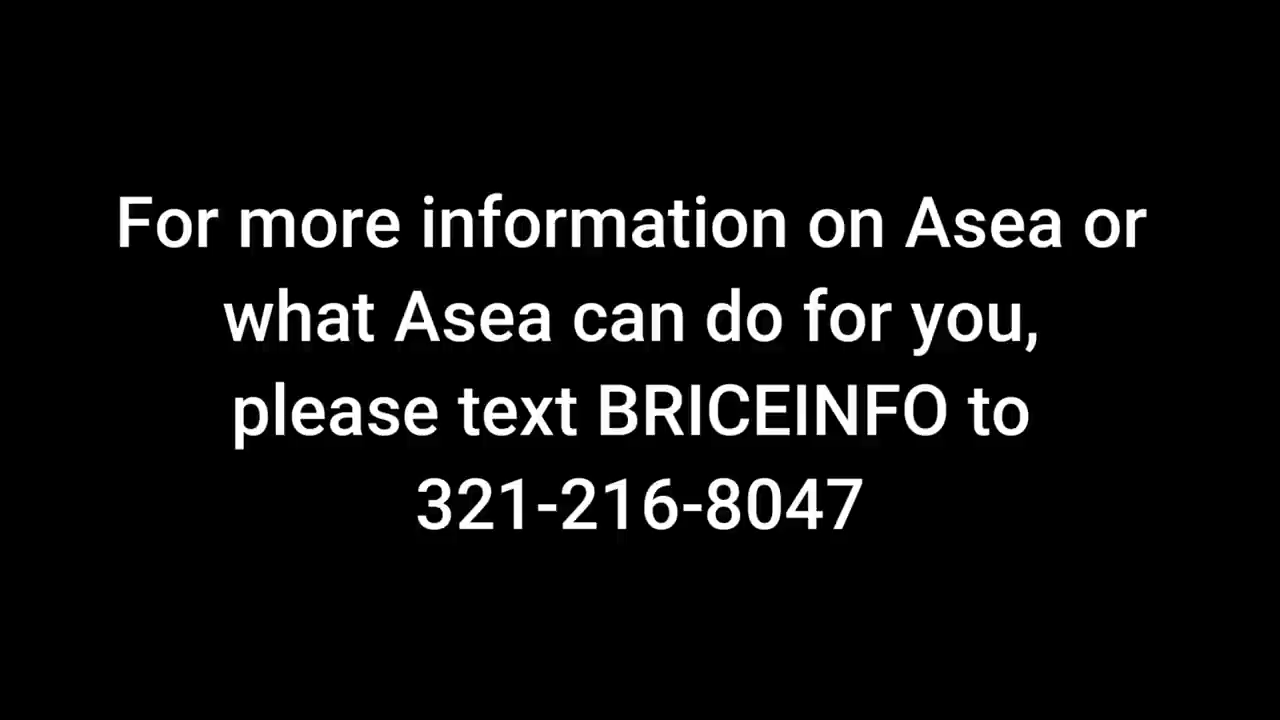 For more information on Asea or
what Asea can do for you,
please text BRICEINFO to
321-216-8047